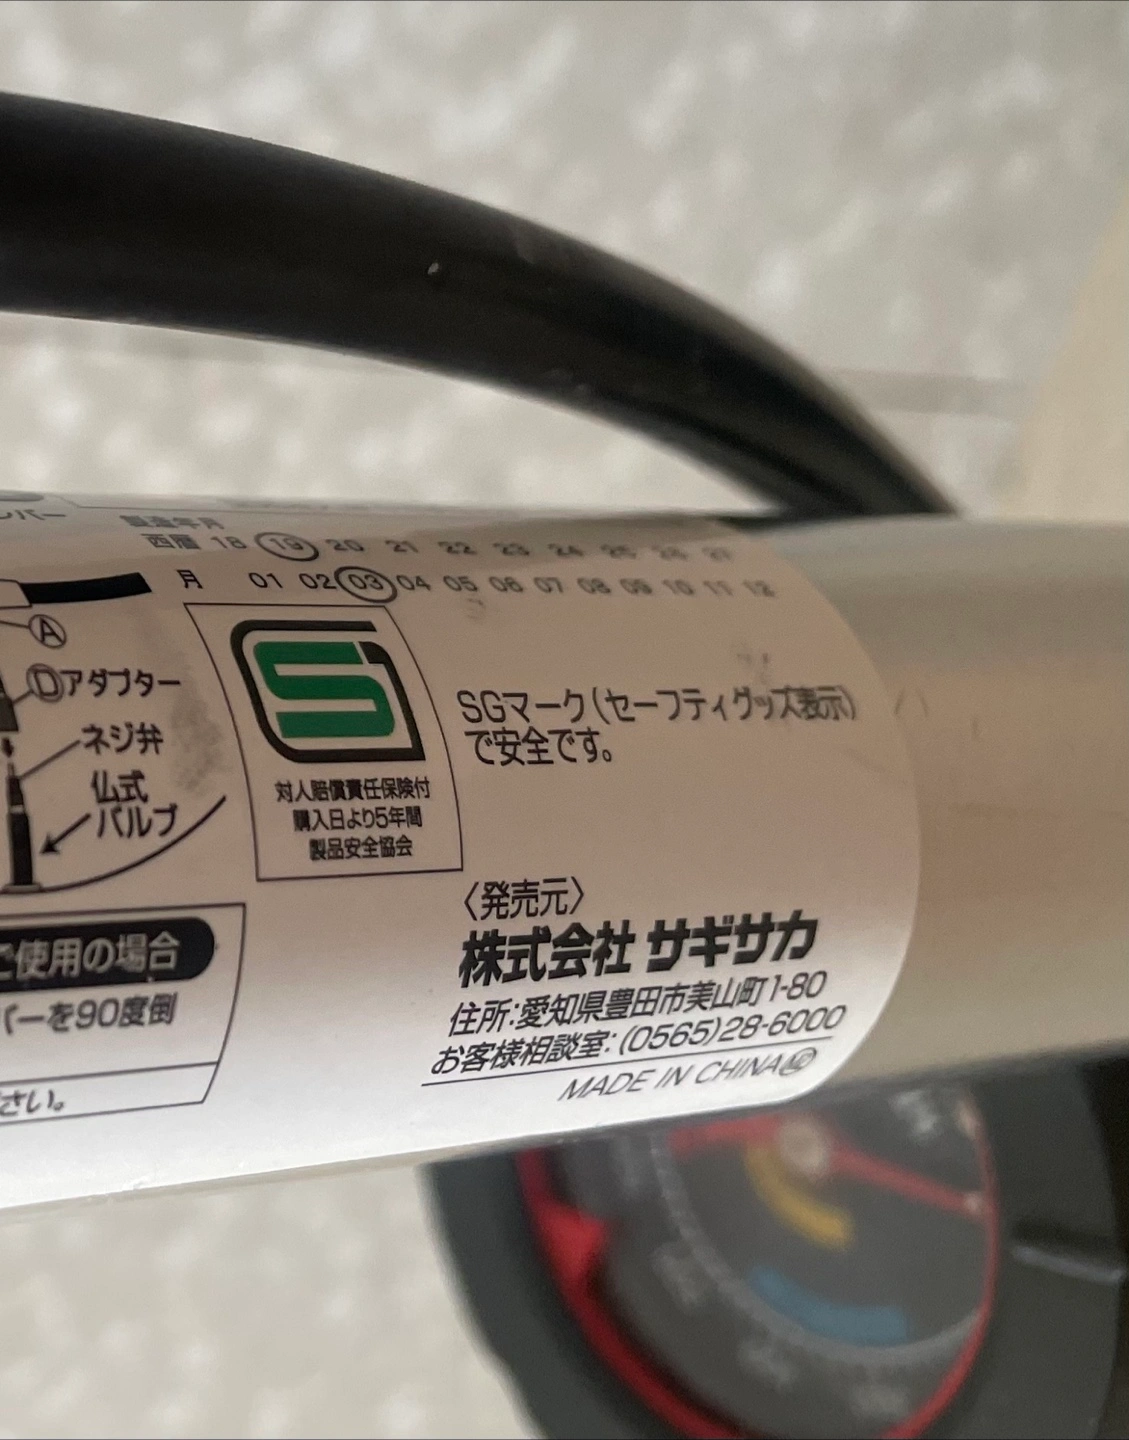 製造年月
西暦 18 19 20 21 22 23 24 25 26 27
月 01 02 03 04 05 06 07 08 09 10 11 12
Ⓐ
Ⓓアダプター
ネジ弁
仏式
バルブ
SG
対人賠償責任保険付
購入日より5年間
製品安全協会
SGマーク(セーフティグッズ表示)
で安全です。
ご使用の場合
バーを90度倒
さい。
〈発売元〉
株式会社 サギサカ
住所:愛知県豊田市美山町1-80
お客様相談室:(0565)28-6000
MADE IN CHINA